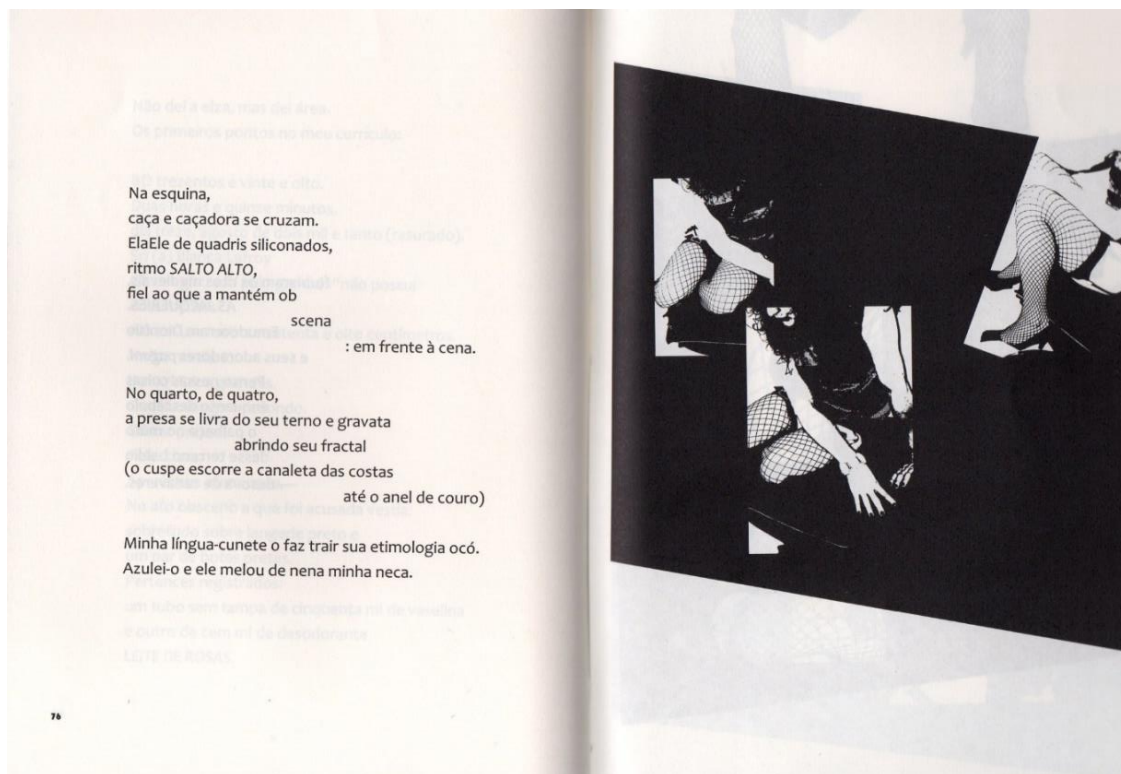 Na esquina,
caça e caçadora se cruzam.
ElaEle de quadris siliconados,
ritmo SALTO ALTO,
fiel ao que a mantém ob
scena
: em frente à cena.
No quarto, de quatro,
a presa se livra do seu terno e gravata
abrindo seu fractal
(o cuspe escorre a canaleta das costas
até o anel de couro)
Minha língua-cunete o faz trair sua etimologia ocó.
Azulei-o e ele melou de nena minha neca.
76